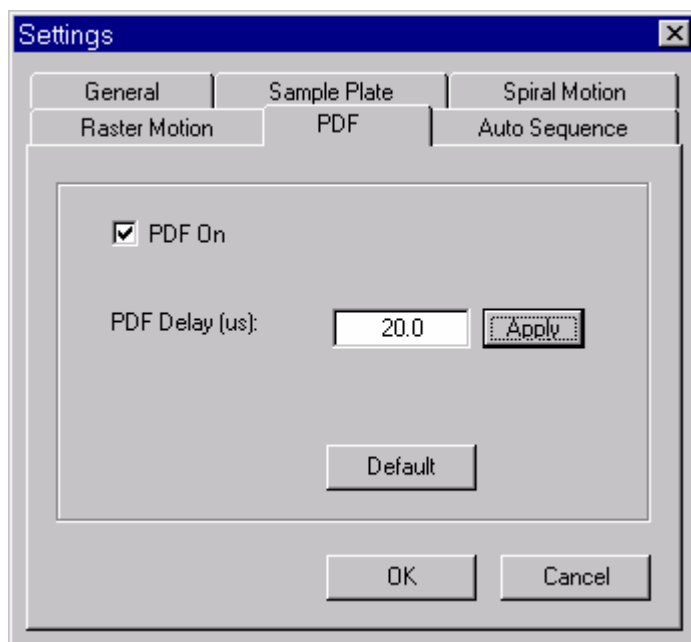 Settings
General Sample Plate Spiral Motion
Raster Motion PDF Auto Sequence
PDF On
PDF Delay (us): 20.0 Apply
Default
OK Cancel